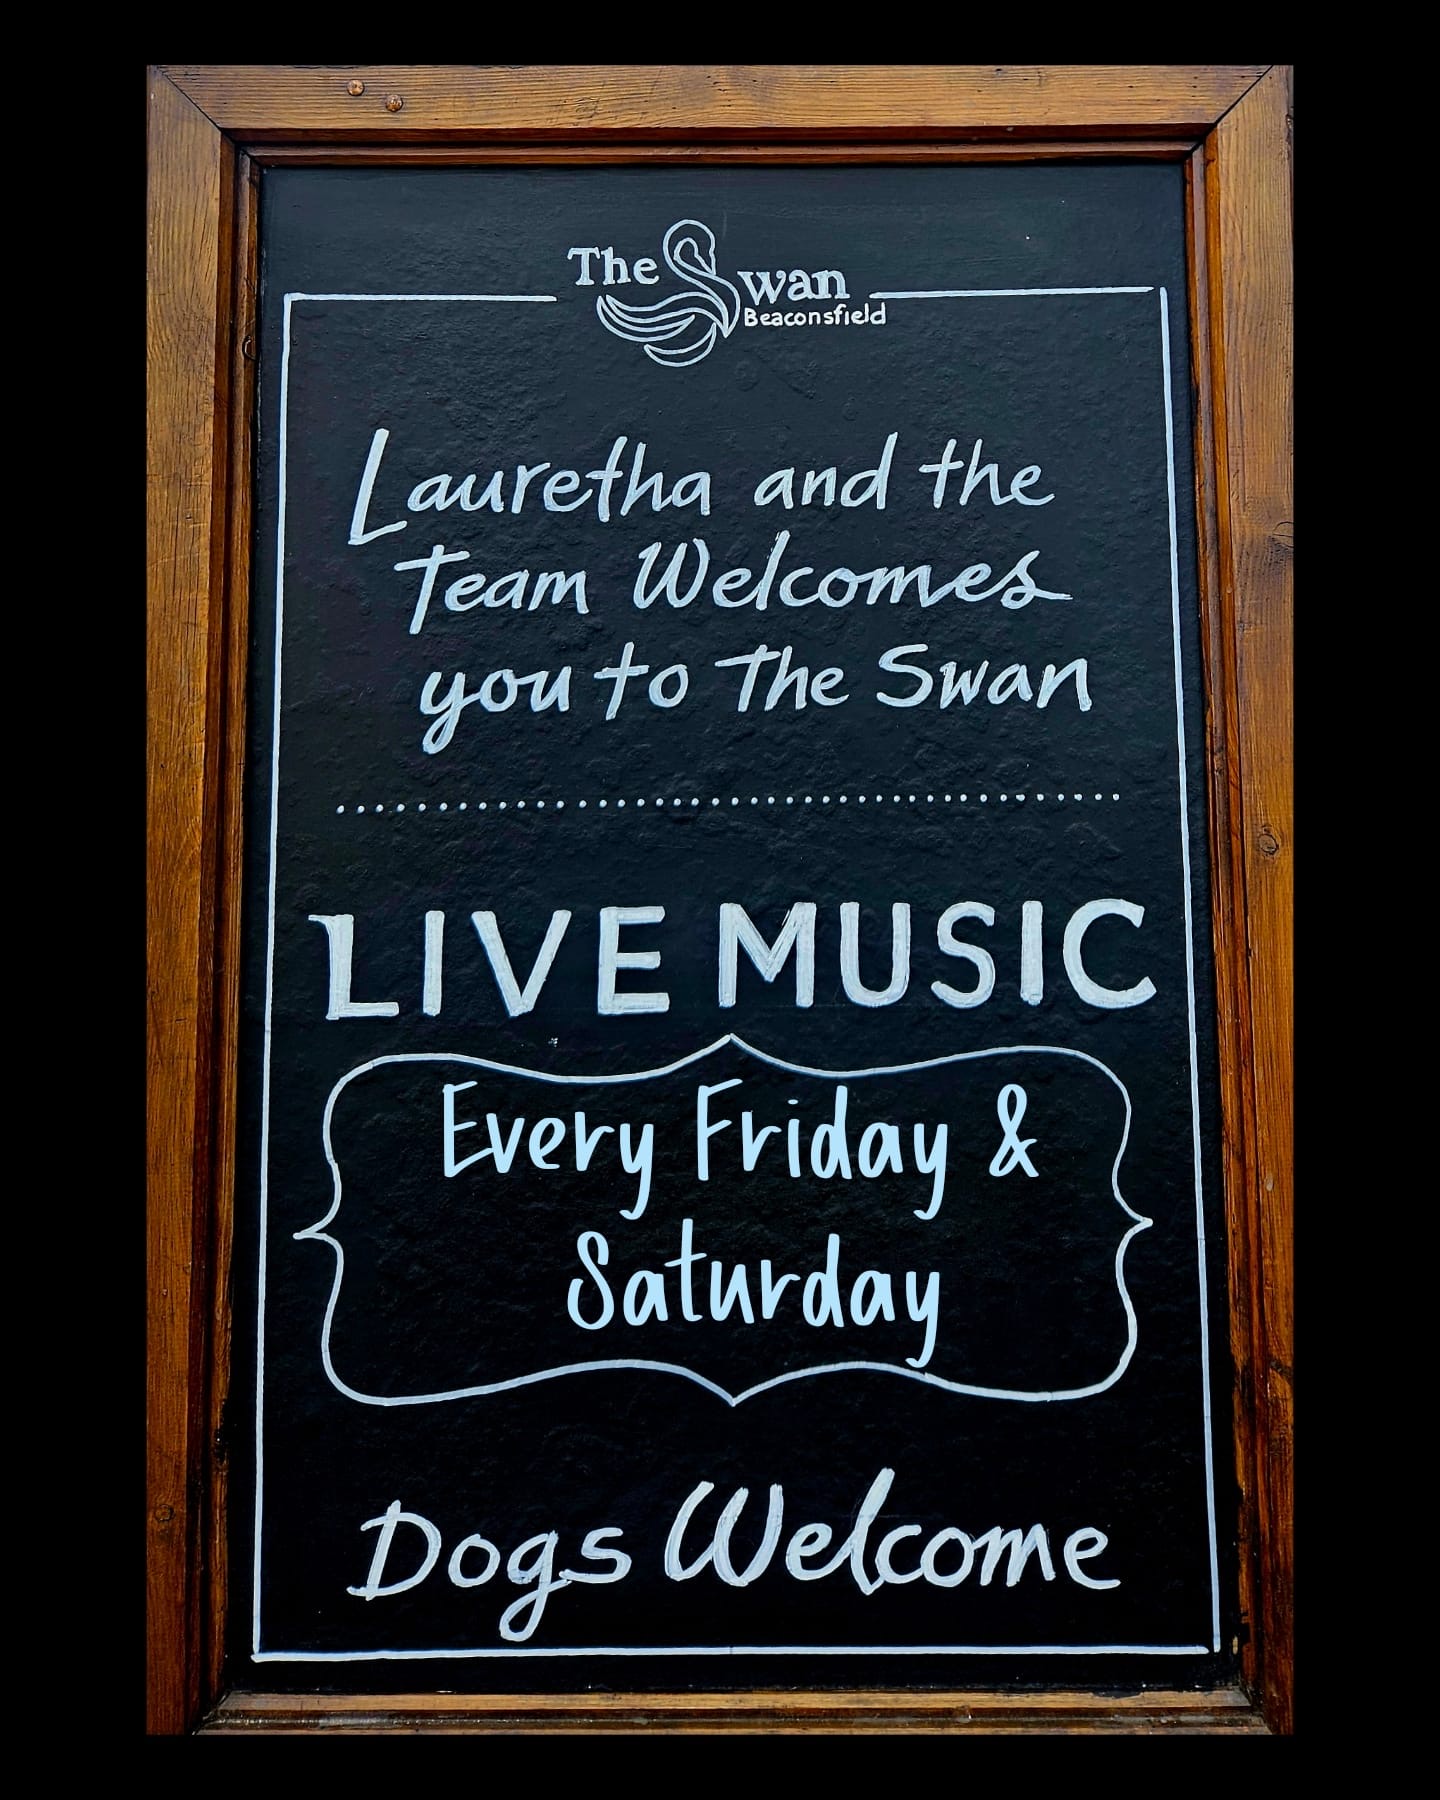 The Swan
Beaconsfield
Lauretha and the
Team Welcomes
you to The Swan
LIVE MUSIC
Every Friday &
Saturday
Dogs Welcome